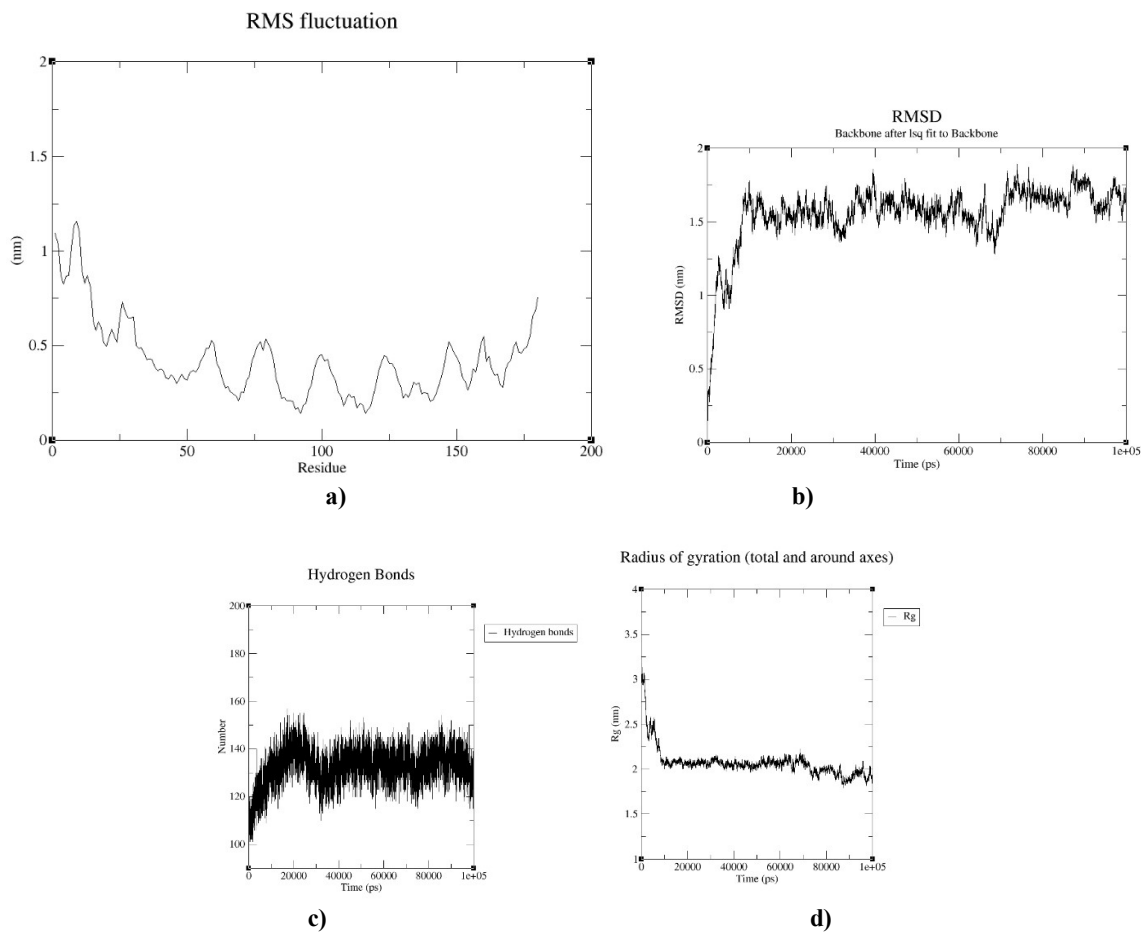 RMS fluctuation
2
1.5
1
0.5
0
(nm)
0 50 100 150 200
Residue
a)
RMSD
Backbone after lsq fit to Backbone
2
1.5
1
0.5
0
RMSD (nm)
0 20000 40000 60000 80000 1e+05
Time (ps)
b)
Hydrogen Bonds
200
180
160
140
120
100
Number
Hydrogen bonds
0 20000 40000 60000 80000 1e+05
Time (ps)
c)
Radius of gyration (total and around axes)
4
3.5
3
2.5
2
1.5
1
Rg (nm)
Rg
0 20000 40000 60000 80000 1e+05
Time (ps)
d)